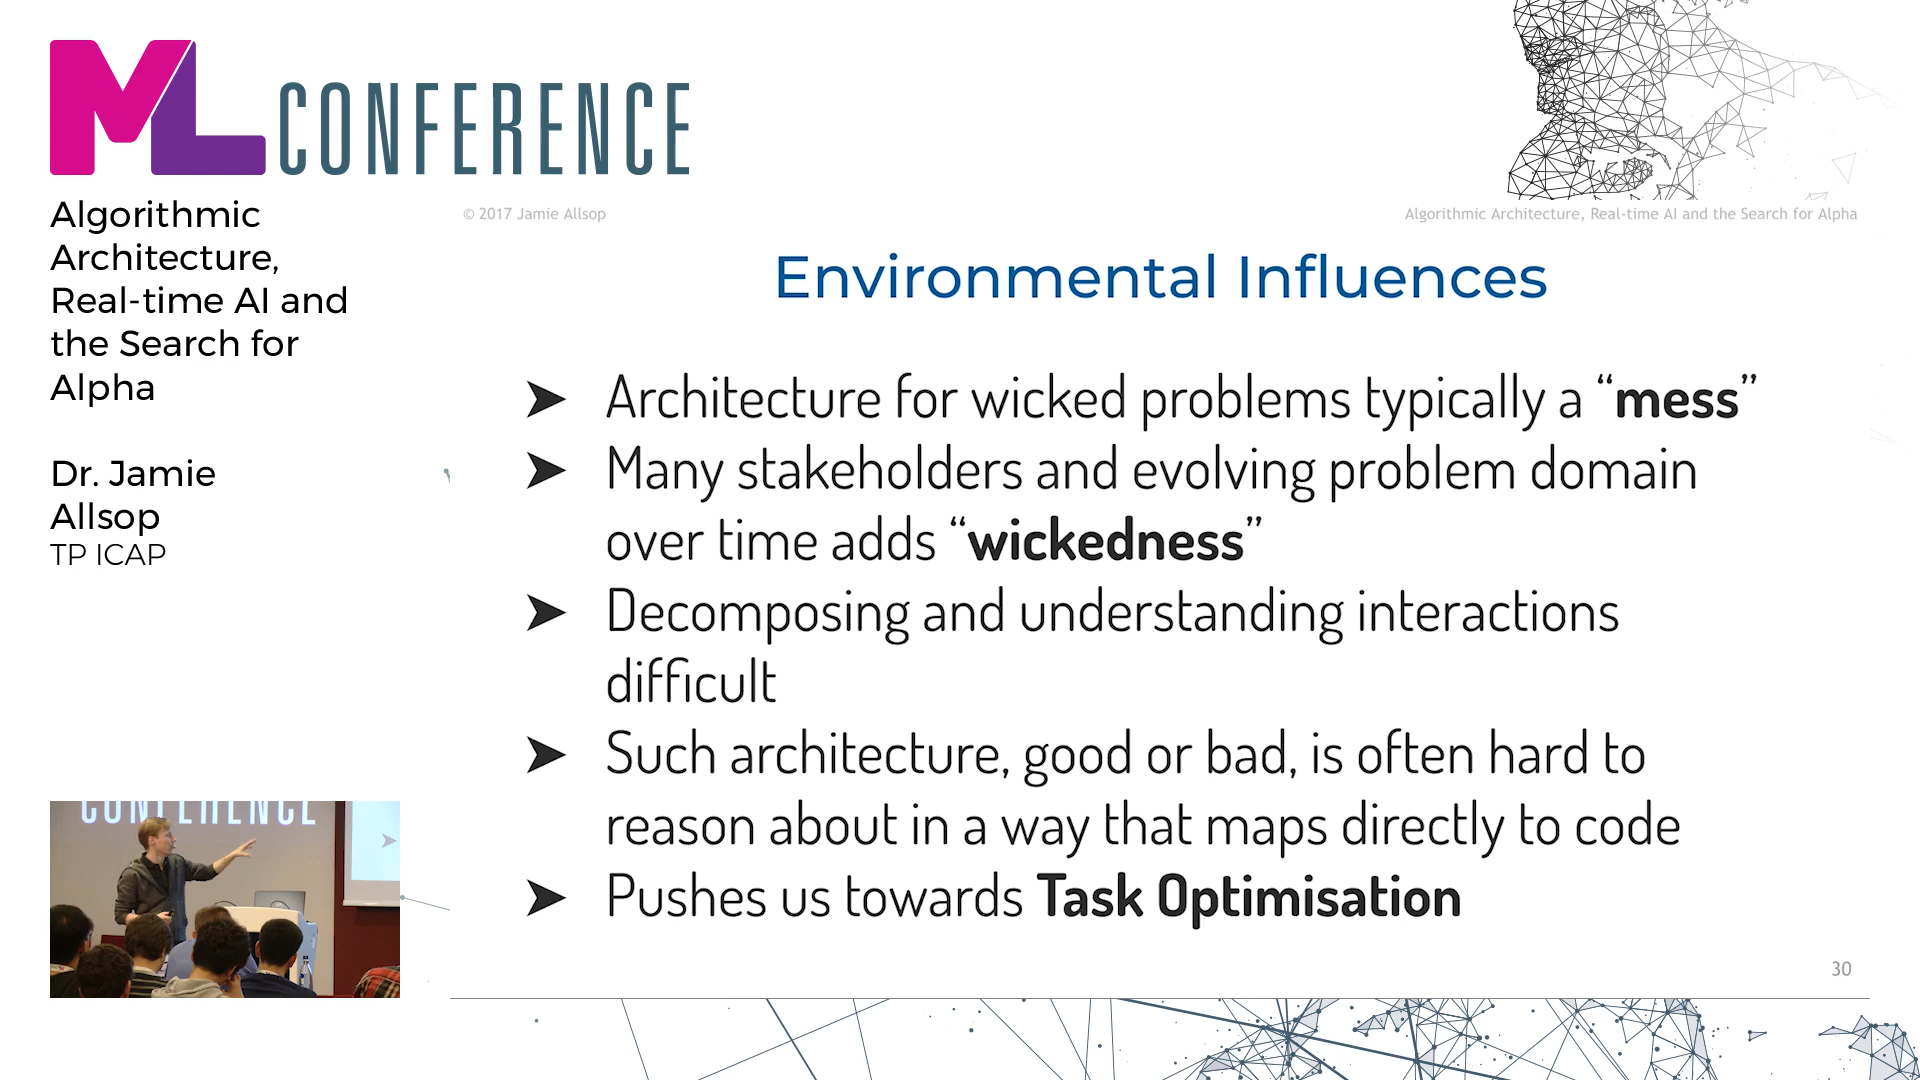 ML CONFERENCE
Algorithmic
Architecture,
Real-time AI and
the Search for
Alpha
Dr. Jamie
Allsop
TP ICAP
© 2017 Jamie Allsop
Algorithmic Architecture, Real-time AI and the Search for Alpha
Environmental Influences
➤ Architecture for wicked problems typically a “mess”
➤ Many stakeholders and evolving problem domain
over time adds “wickedness”
➤ Decomposing and understanding interactions
difficult
➤ Such architecture, good or bad, is often hard to
reason about in a way that maps directly to code
➤ Pushes us towards Task Optimisation
30
CONFERENCE